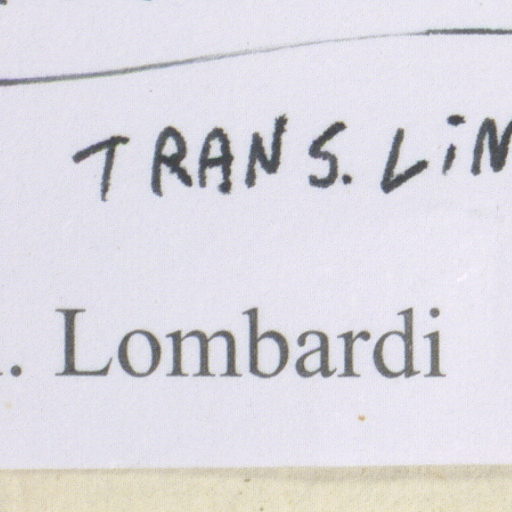 TRANS. LiN
. Lombardi